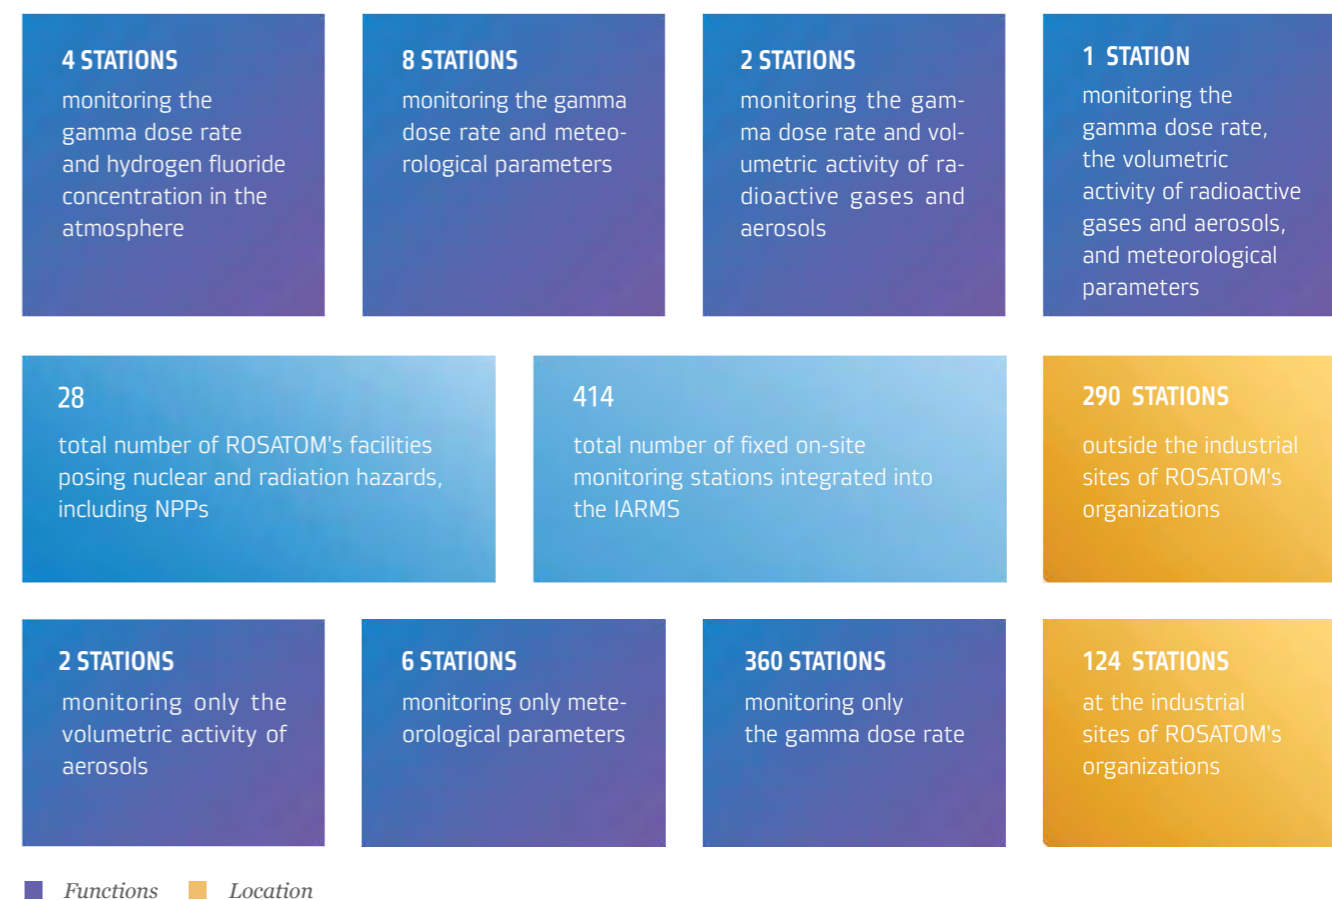 4 STATIONS
monitoring the
gamma dose rate
and hydrogen fluoride
concentration in the
atmosphere
8 STATIONS
monitoring the gamma
dose rate and meteo-
rological parameters
2 STATIONS
monitoring the gam-
ma dose rate and vol-
umetric activity of ra-
dioactive gases and
aerosols
1 STATION
monitoring the
gamma dose rate,
the volumetric
activity of radioactive
gases and aerosols,
and meteorological
parameters
28
total number of ROSATOM's facilities
posing nuclear and radiation hazards,
including NPPs
414
total number of fixed on-site
monitoring stations integrated into
the IARMS
290 STATIONS
outside the industrial
sites of ROSATOM's
organizations
2 STATIONS
monitoring only the
volumetric activity of
aerosols
6 STATIONS
monitoring only mete-
orological parameters
360 STATIONS
monitoring only
the gamma dose rate
124 STATIONS
at the industrial
sites of ROSATOM's
organizations
Functions
Location